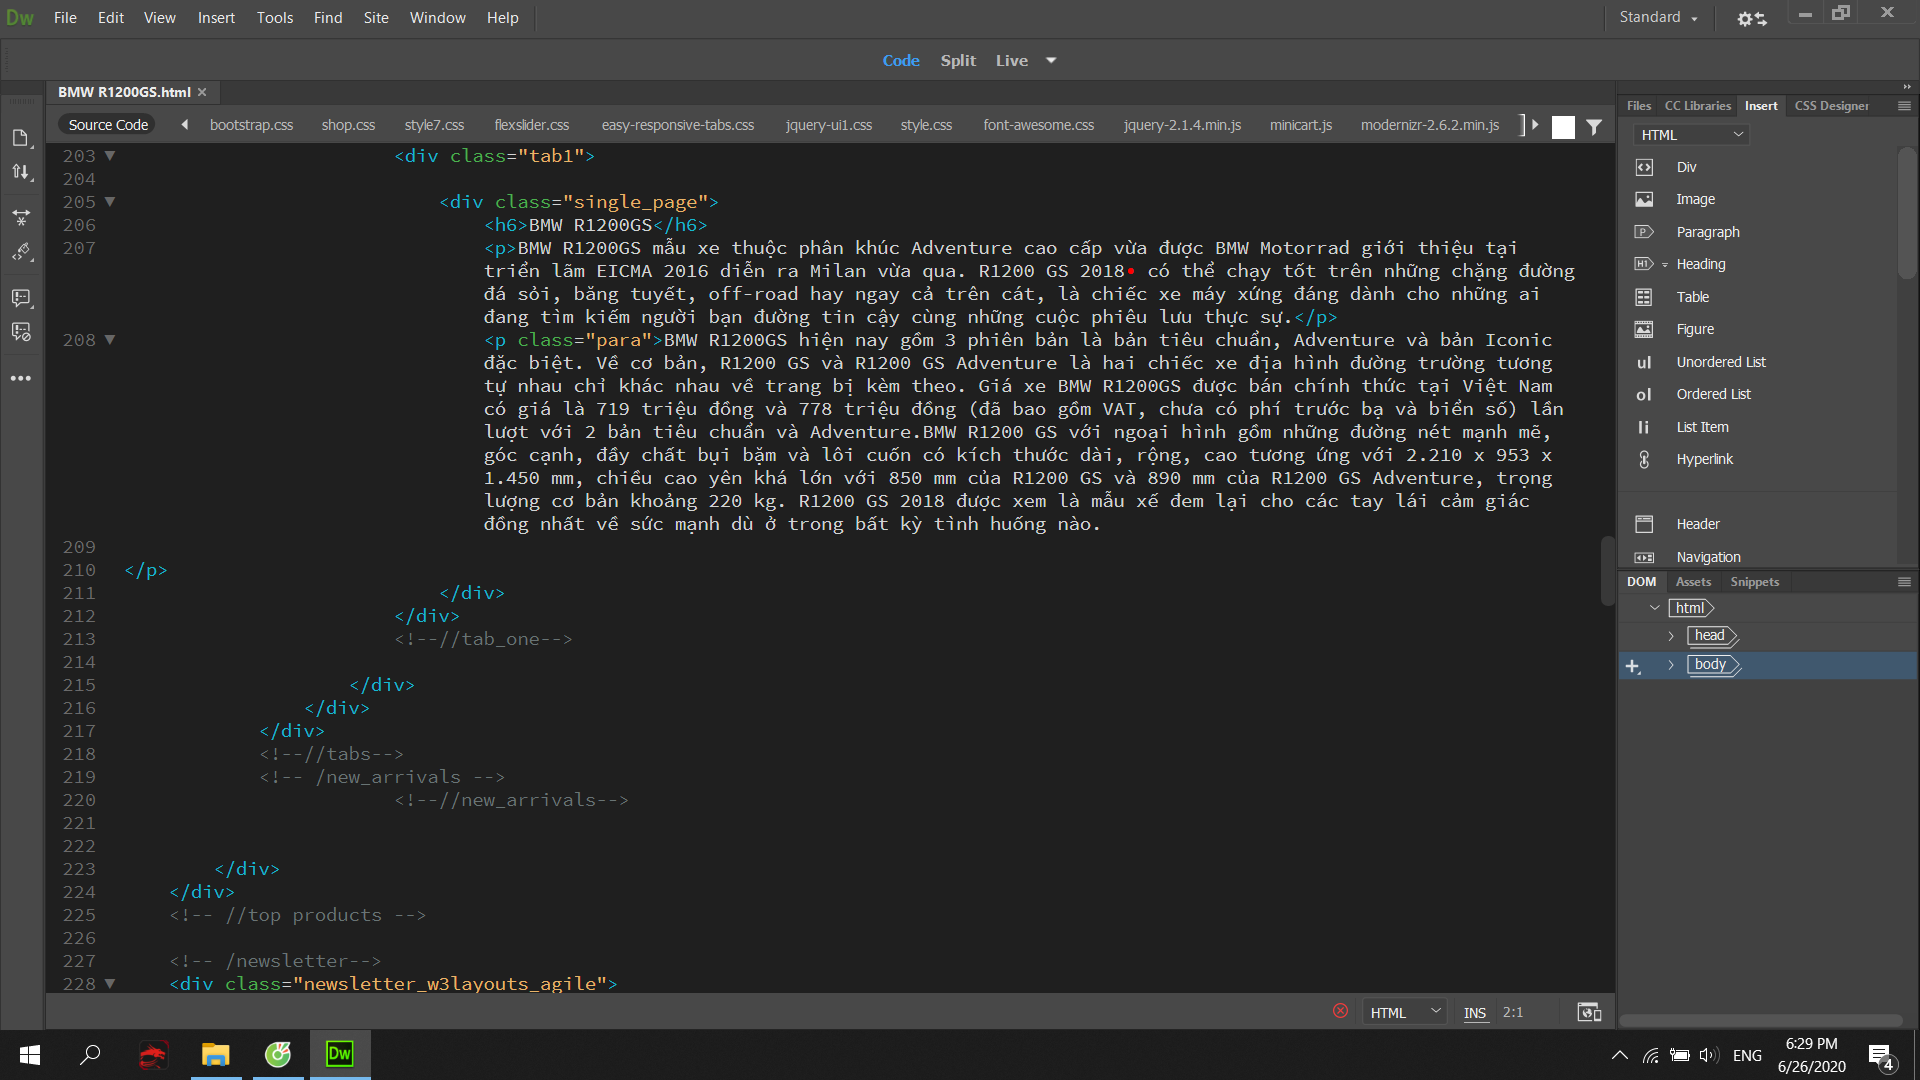 Dw File Edit View Insert Tools Find Site Window Help Standard
Code Split Live
BMW R1200GS.html
Source Code bootstrap.css shop.css style7.css flexslider.css easy-responsive-tabs.css jquery-ui1.css style.css font-awesome.css jquery-2.1.4.min.js minicart.js modernizr-2.6.2.min.js
203 <div class="tab1">
204
205 <div class="single_page">
206 <h6>BMW R1200GS</h6>
207 <p>BMW R1200GS mẫu xe thuộc phân khúc Adventure cao cấp vừa được BMW Motorrad giới thiệu tại
triển lãm EICMA 2016 diễn ra Milan vừa qua. R1200 GS 2018• có thể chạy tốt trên những chặng đường
đá sỏi, băng tuyết, off-road hay ngay cả trên cát, là chiếc xe máy xứng đáng dành cho những ai
đang tìm kiếm người bạn đường tin cậy cùng những cuộc phiêu lưu thực sự.</p>
208 <p class="para">BMW R1200GS hiện nay gồm 3 phiên bản là bản tiêu chuẩn, Adventure và bản Iconic
đặc biệt. Về cơ bản, R1200 GS và R1200 GS Adventure là hai chiếc xe địa hình đường trường tương
tự nhau chỉ khác nhau về trang bị kèm theo. Giá xe BMW R1200GS được bán chính thức tại Việt Nam
có giá là 719 triệu đồng và 778 triệu đồng (đã bao gồm VAT, chưa có phí trước bạ và biển số) lần
lượt với 2 bản tiêu chuẩn và Adventure.BMW R1200 GS với ngoại hình gồm những đường nét mạnh mẽ,
góc cạnh, đầy chất bụi bặm và lôi cuốn có kích thước dài, rộng, cao tương ứng với 2.210 x 953 x
1.450 mm, chiều cao yên khá lớn với 850 mm của R1200 GS và 890 mm của R1200 GS Adventure, trọng
lượng cơ bản khoảng 220 kg. R1200 GS 2018 được xem là mẫu xế đem lại cho các tay lái cảm giác
đồng nhất về sức mạnh dù ở trong bất kỳ tình huống nào.
209
210 </p>
211 </div>
212 </div>
213 <!--//tab_one-->
214
215 </div>
216 </div>
217 </div>
218 <!--//tabs-->
219 <!-- /new_arrivals -->
220 <!--//new_arrivals-->
221
222
223 </div>
224 </div>
225 <!-- //top products -->
226
227 <!-- /newsletter-->
228 <div class="newsletter_w3layouts_agile">
HTML INS 2:1
Files CC Libraries Insert CSS Designer
HTML
Div
Image
P Paragraph
H1 Heading
Table
Figure
ul Unordered List
ol Ordered List
li List Item
Hyperlink
Header
Navigation
DOM Assets Snippets
html
head
body
Dw
ENG
6:29 PM
6/26/2020
4